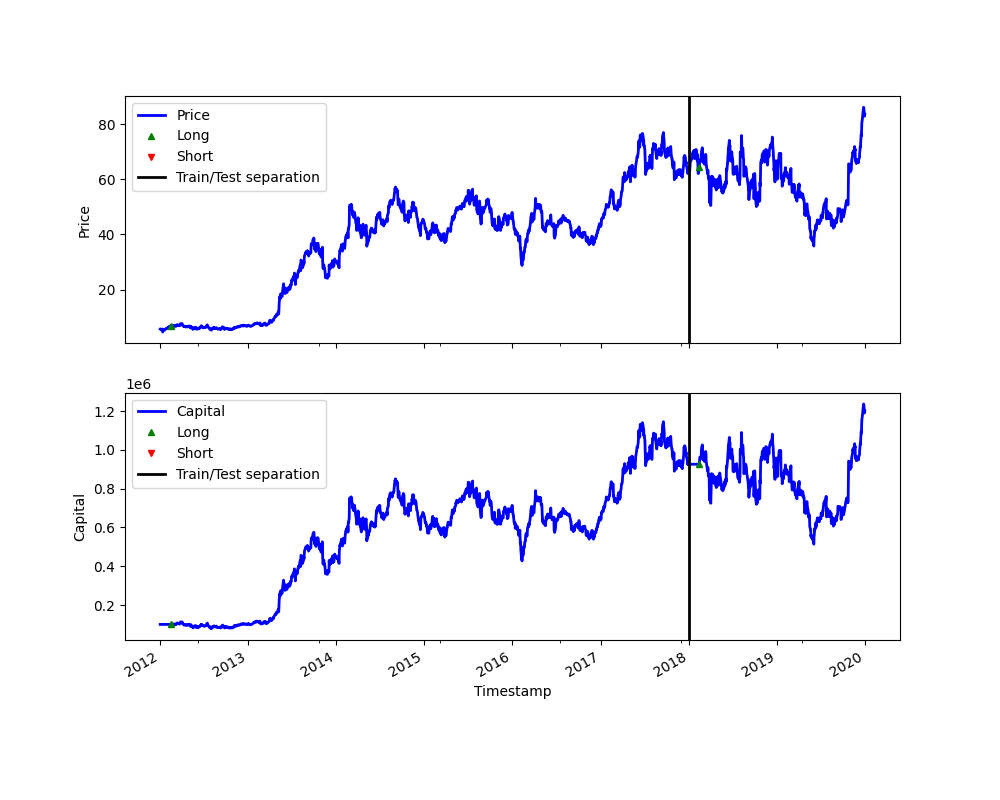 Price
Long
Short
Train/Test separation
80
60
40
20
Price
1e6
Capital
Long
Short
Train/Test separation
1.2
1.0
0.8
0.6
0.4
0.2
Capital
2012 2013 2014 2015 2016 2017 2018 2019 2020
Timestamp